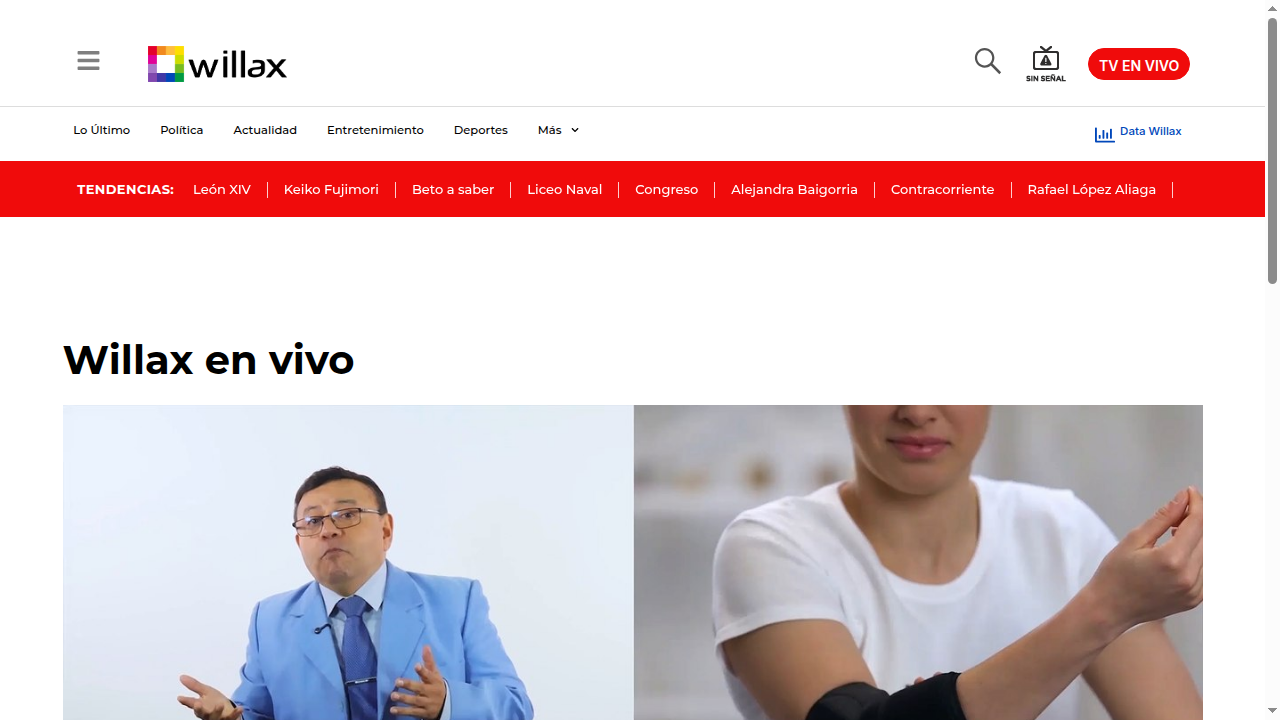 willax
SIN SEÑAL
TV EN VIVO
Lo Último
Política
Actualidad
Entretenimiento
Deportes
Más
Data Willax
TENDENCIAS:
León XIV
Keiko Fujimori
Beto a saber
Liceo Naval
Congreso
Alejandra Baigorria
Contracorriente
Rafael López Aliaga
Willax en vivo